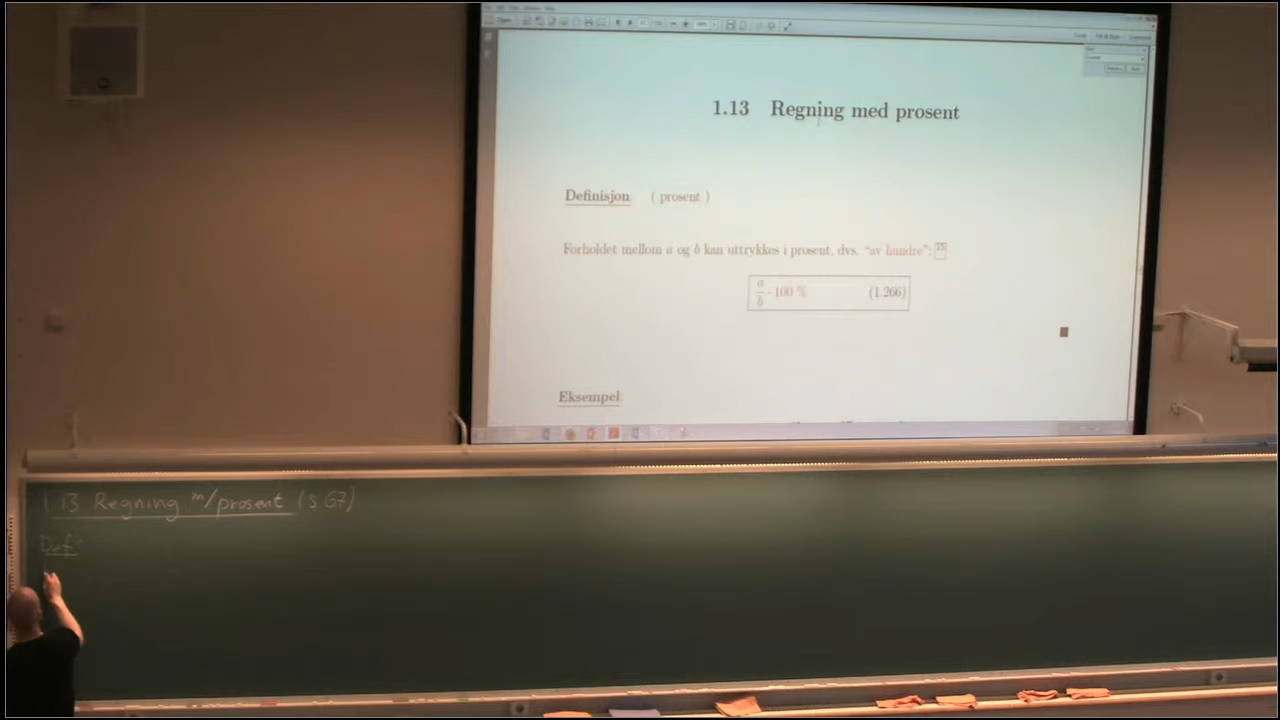 1.13 Regning med prosent
Definisjon: ( prosent )
Forholdet mellom a og b kan uttrykkes i prosent, dvs. “av hundre”: 15
a/b · 100 % (1.266)
Eksempel:
1.13 Regning m/prosent (s 67)
Def: